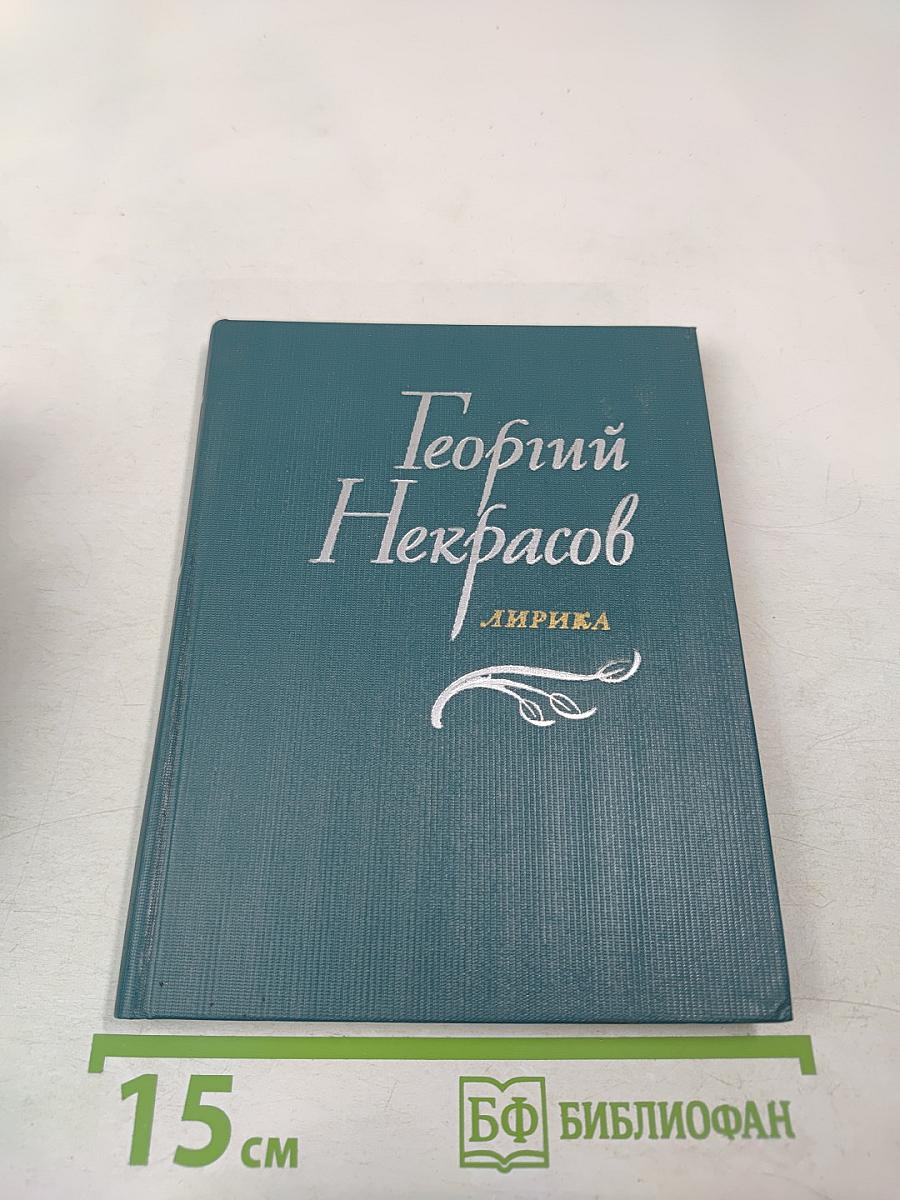 Георгий
Некрасов
ЛИРИКА
15 см
БФ БИБЛИОФАН